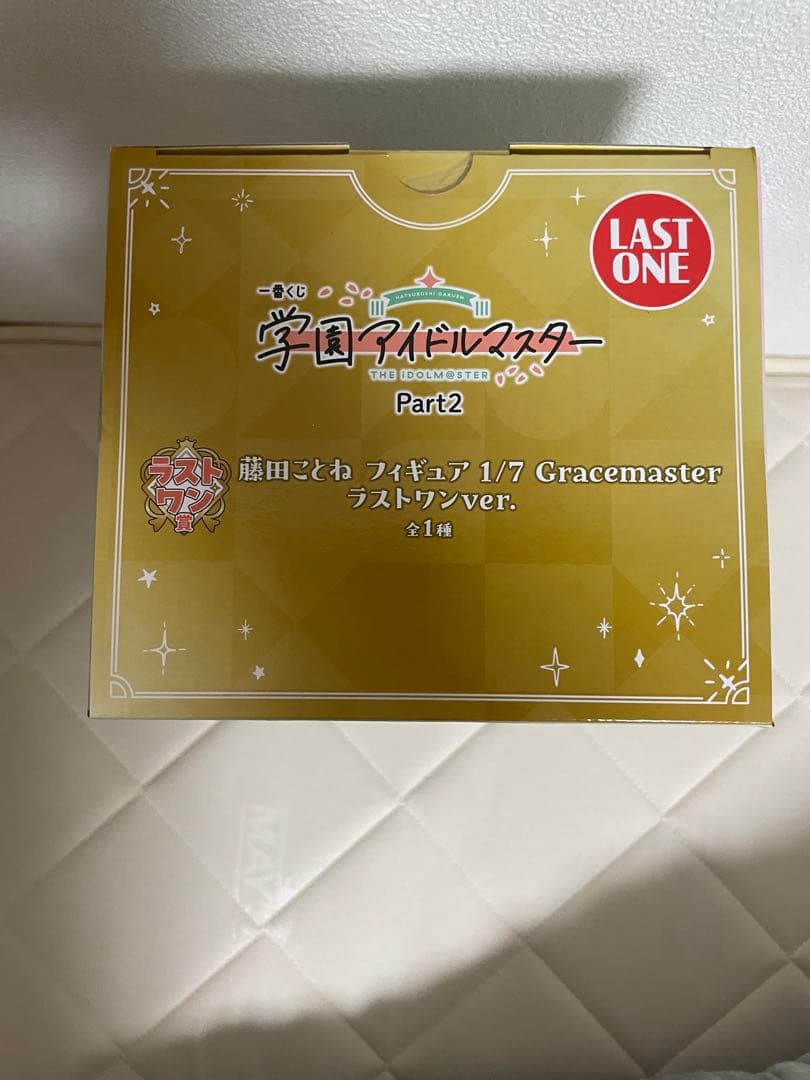 LAST
ONE
一番くじ
HATSUBOSHI GAKUEN
学園アイドルマスター
THE iDOLM@STER
Part2
ラスト
ワン
賞
藤田ことね フィギュア 1/7 Gracemaster
ラストワンver.
全1種